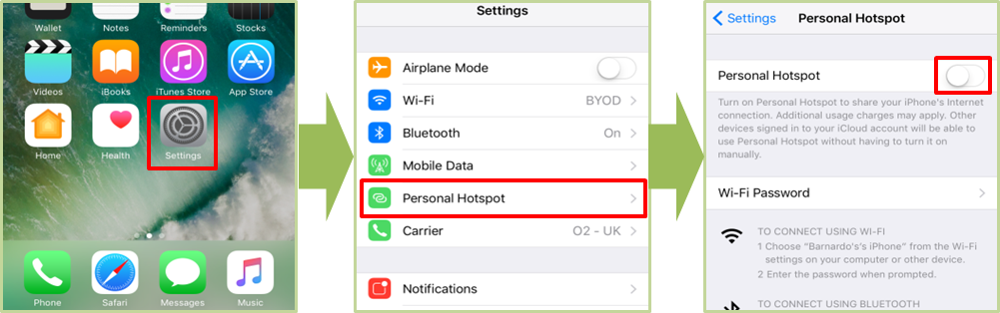 Wallet
Notes
Reminders
Stocks
Videos
iBooks
iTunes Store
App Store
Home
Health
Settings
Phone
Safari
Messages
Music
Settings
Airplane Mode
Wi-Fi BYOD
Bluetooth On
Mobile Data
Personal Hotspot
Carrier O2 - UK
Notifications
Settings Personal Hotspot
Personal Hotspot
Turn on Personal Hotspot to share your iPhone's Internet
connection. Additional usage charges may apply. Other
devices signed in to your iCloud account will be able to
use Personal Hotspot without having to turn it on
manually.
Wi-Fi Password
TO CONNECT USING WI-FI
1 Choose “Barnardo's's iPhone” from the Wi-Fi
settings on your computer or other device.
2 Enter the password when prompted.
TO CONNECT USING BLUETOOTH